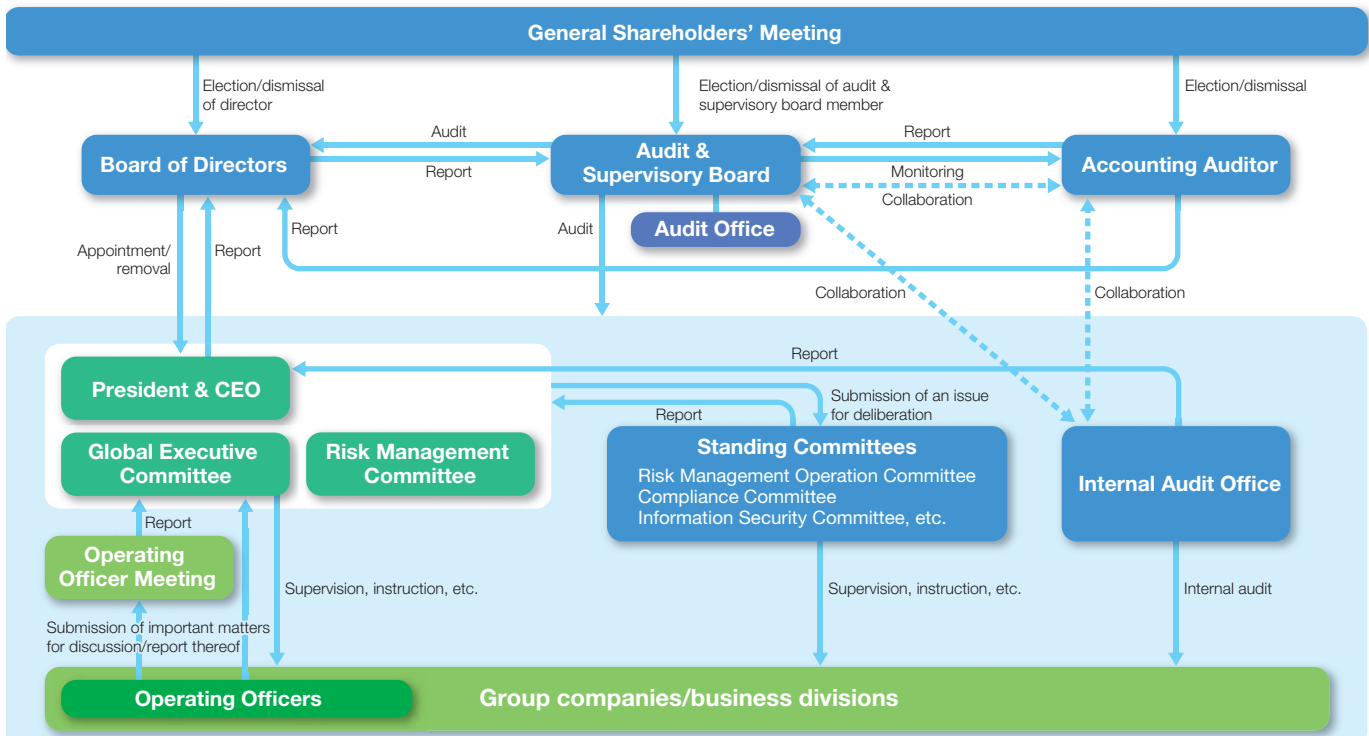 General Shareholders’ Meeting
Election/dismissal
of director
Election/dismissal of audit &
supervisory board member
Election/dismissal
Board of Directors
Audit
Report
Audit &
Supervisory Board
Report
Monitoring
Collaboration
Accounting Auditor
Audit Office
Appointment/
removal
Report
Report
Audit
Collaboration
Collaboration
President & CEO
Global Executive
Committee
Risk Management
Committee
Report
Submission of an issue
for deliberation
Report
Standing Committees
Risk Management Operation Committee
Compliance Committee
Information Security Committee, etc.
Internal Audit Office
Report
Operating
Officer Meeting
Supervision, instruction, etc.
Supervision, instruction, etc.
Internal audit
Submission of important matters
for discussion/report thereof
Operating Officers
Group companies/business divisions